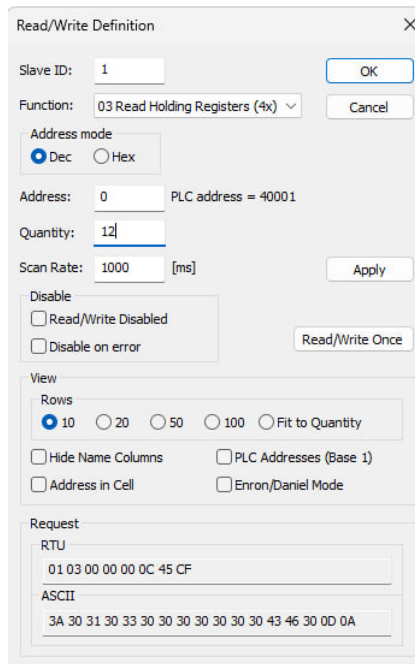 Read/Write Definition
Slave ID: 1 OK
Function: 03 Read Holding Registers (4x) Cancel
Address mode
Dec Hex
Address: 0 PLC address = 40001
Quantity: 12
Scan Rate: 1000 [ms] Apply
Disable
Read/Write Disabled
Disable on error
Read/Write Once
View
Rows
10 20 50 100 Fit to Quantity
Hide Name Columns PLC Addresses (Base 1)
Address in Cell Enron/Daniel Mode
Request
RTU
01 03 00 00 00 0C 45 CF
ASCII
3A 30 31 30 33 30 30 30 30 30 30 30 43 46 30 0D 0A